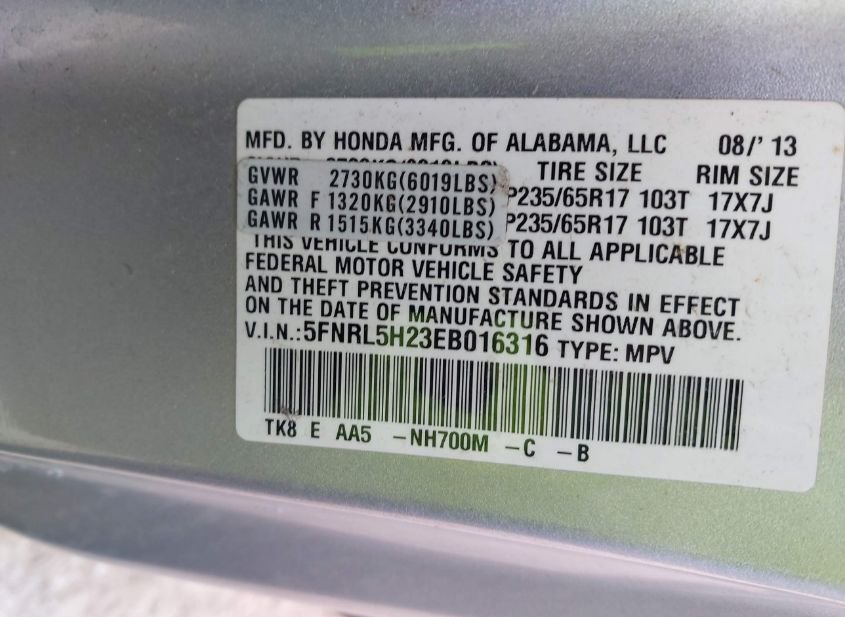 MFD. BY HONDA MFG. OF ALABAMA, LLC 08/' 13
TIRE SIZE RIM SIZE
GVWR 2730KG(6019LBS)
GAWR F 1320KG(2910LBS) P235/65R17 103T 17X7J
GAWR R 1515KG(3340LBS) P235/65R17 103T 17X7J
THIS VEHICLE CONFORMS TO ALL APPLICABLE
FEDERAL MOTOR VEHICLE SAFETY
AND THEFT PREVENTION STANDARDS IN EFFECT
ON THE DATE OF MANUFACTURE SHOWN ABOVE.
V.I.N.:5FNRL5H23EB016316 TYPE: MPV
TK8 E AA5 -NH700M -C -B